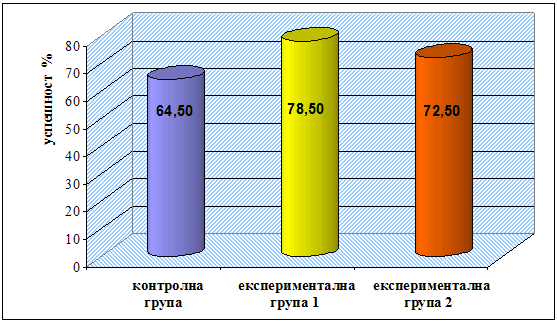 успешност %
80
70
60
50
40
30
20
10
0
64,50
78,50
72,50
контролна
група
експериментална
група 1
експериментална
група 2